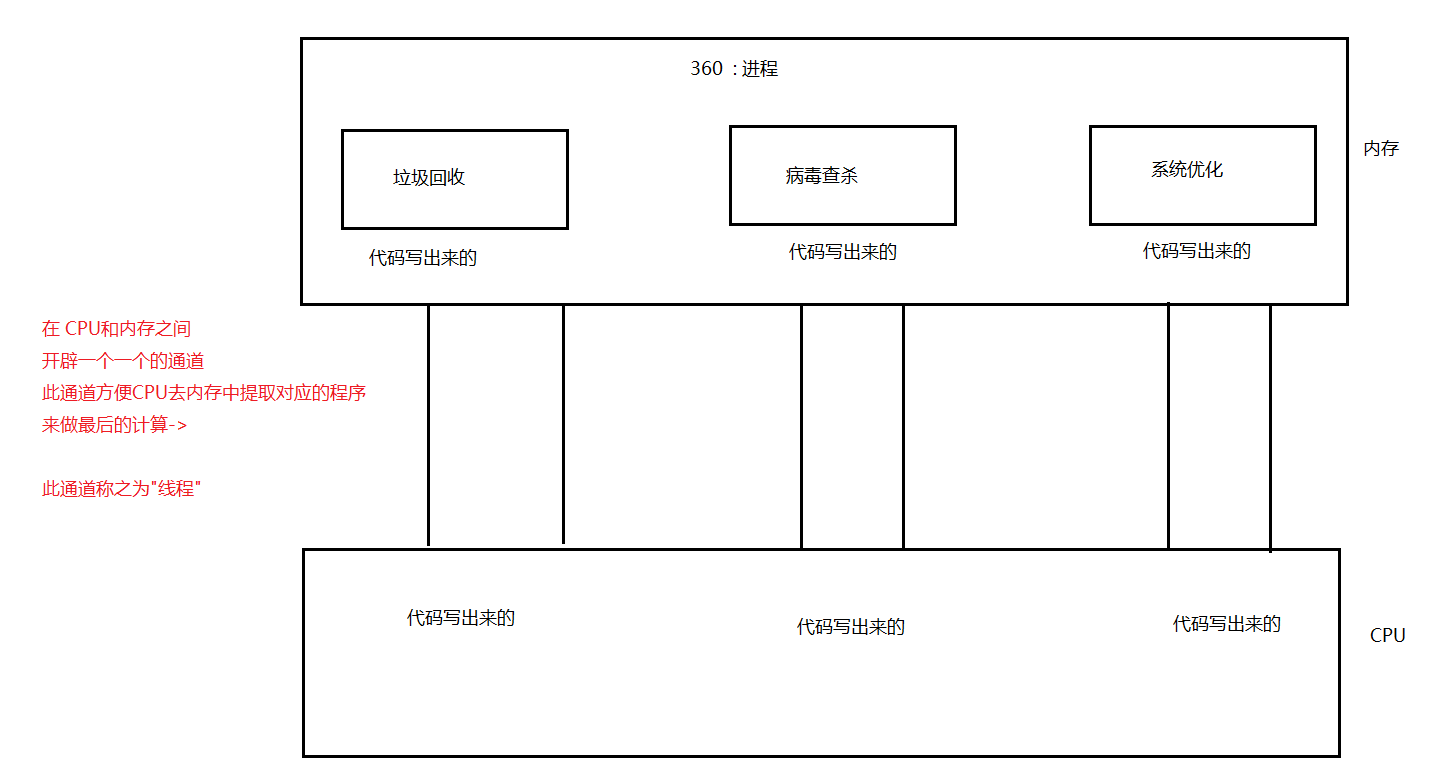 360 : 进程
垃圾回收
病毒查杀
系统优化
内存
代码写出来的
代码写出来的
代码写出来的
在 CPU和内存之间
开辟一个一个的通道
此通道方便CPU去内存中提取对应的程序
来做最后的计算->
此通道称之为"线程"
代码写出来的
代码写出来的
代码写出来的
CPU